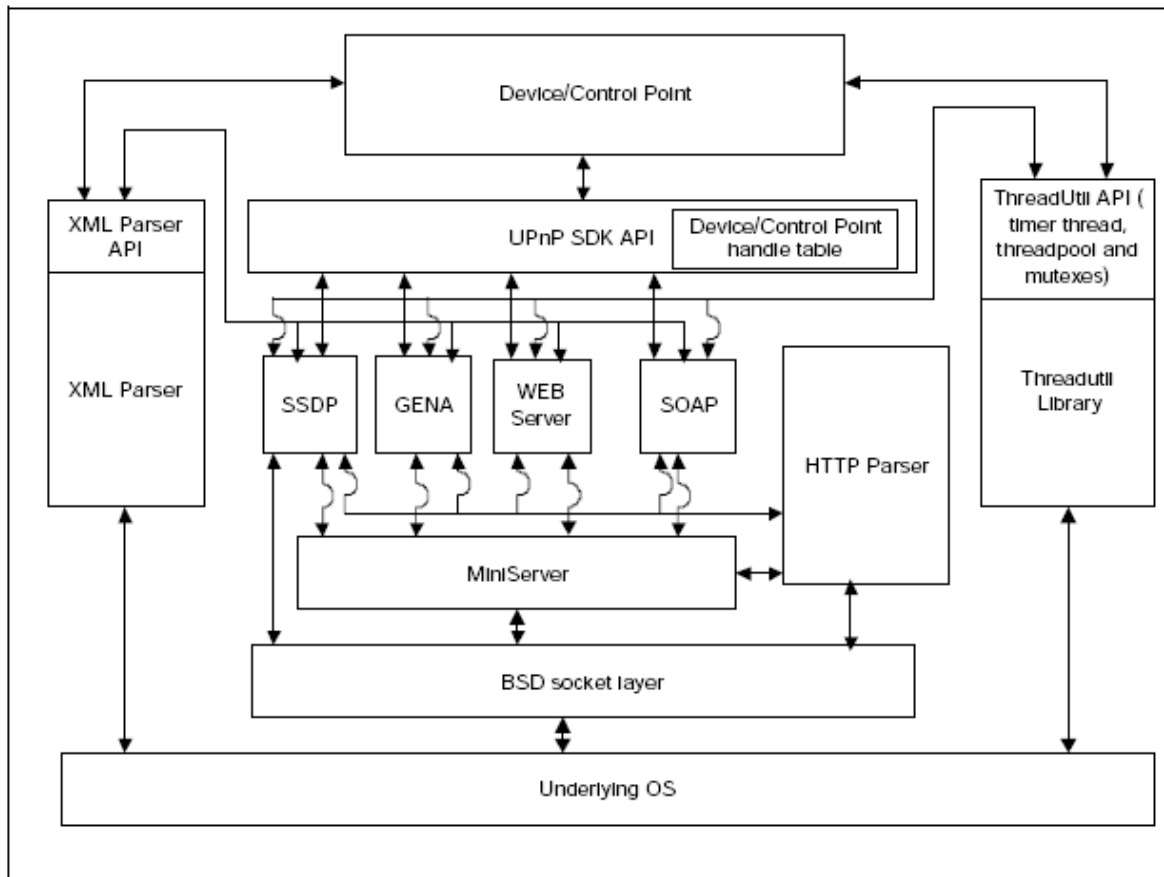 Device/Control Point
XML Parser
API
UPnP SDK API
Device/Control Point
handle table
ThreadUtil API (
timer thread,
threadpool and
mutexes)
XML Parser
SSDP
GENA
WEB
Server
SOAP
HTTP Parser
Threadutil
Library
MiniServer
BSD socket layer
Underlying OS